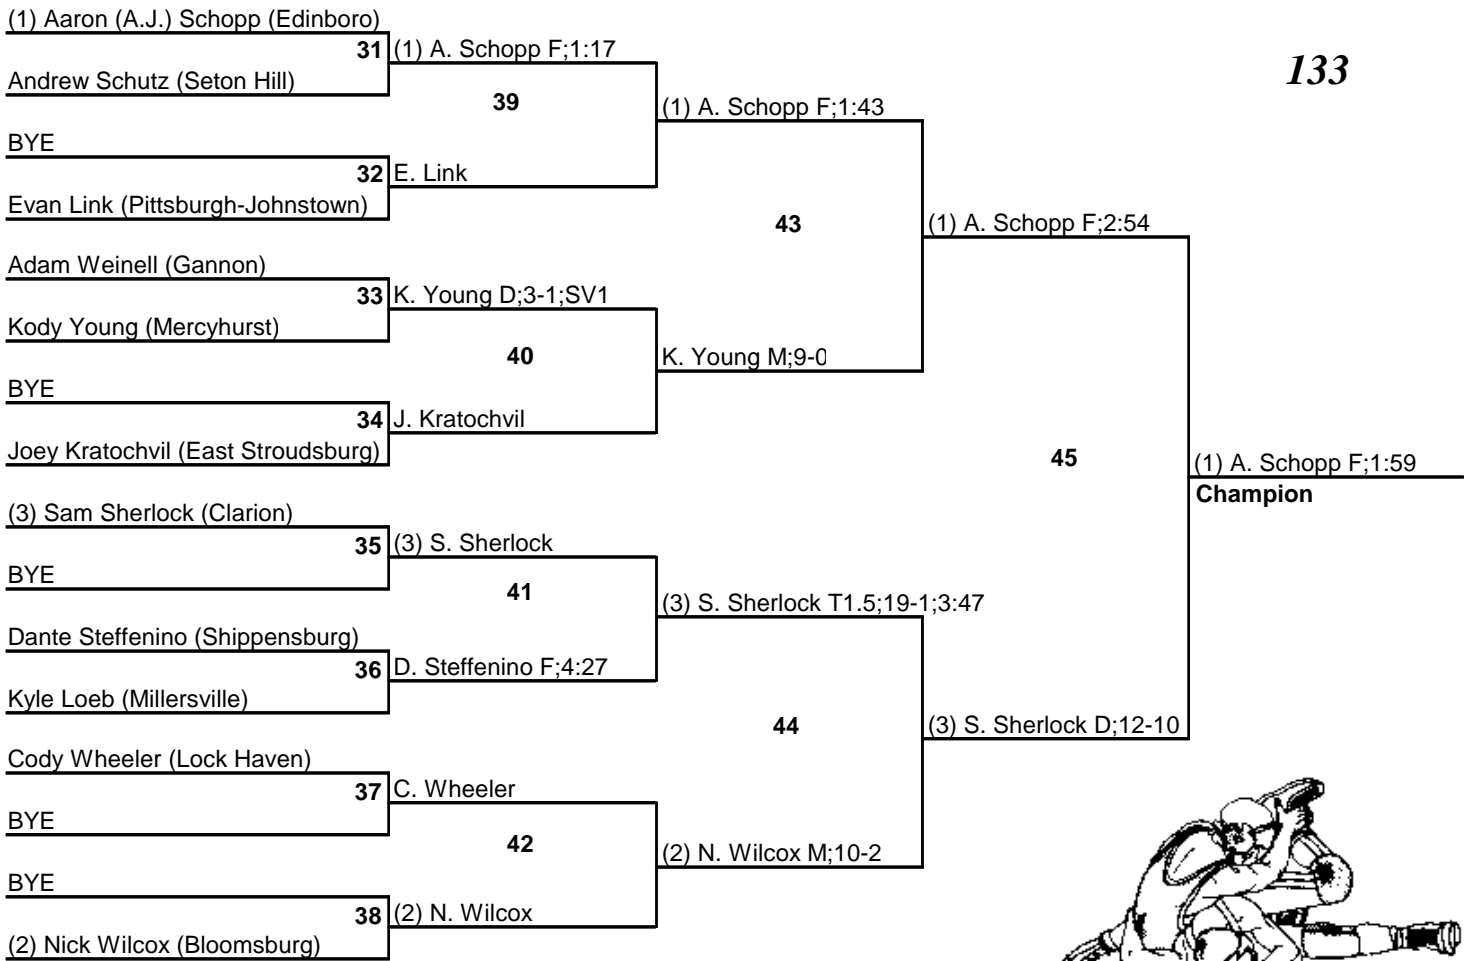 (1) Aaron (A.J.) Schopp (Edinboro)
31 (1) A. Schopp F;1:17
133
Andrew Schutz (Seton Hill)
39
(1) A. Schopp F;1:43
BYE
32 E. Link
Evan Link (Pittsburgh-Johnstown)
43
(1) A. Schopp F;2:54
Adam Weinell (Gannon)
33 K. Young D;3-1;SV1
Kody Young (Mercyhurst)
40
K. Young M;9-0
BYE
34 J. Kratochvil
Joey Kratochvil (East Stroudsburg)
45
(1) A. Schopp F;1:59
Champion
(3) Sam Sherlock (Clarion)
35 (3) S. Sherlock
BYE
41
(3) S. Sherlock T1.5;19-1;3:47
Dante Steffenino (Shippensburg)
36 D. Steffenino F;4:27
Kyle Loeb (Millersville)
44
(3) S. Sherlock D;12-10
Cody Wheeler (Lock Haven)
37 C. Wheeler
BYE
42
(2) N. Wilcox M;10-2
BYE
38 (2) N. Wilcox
(2) Nick Wilcox (Bloomsburg)